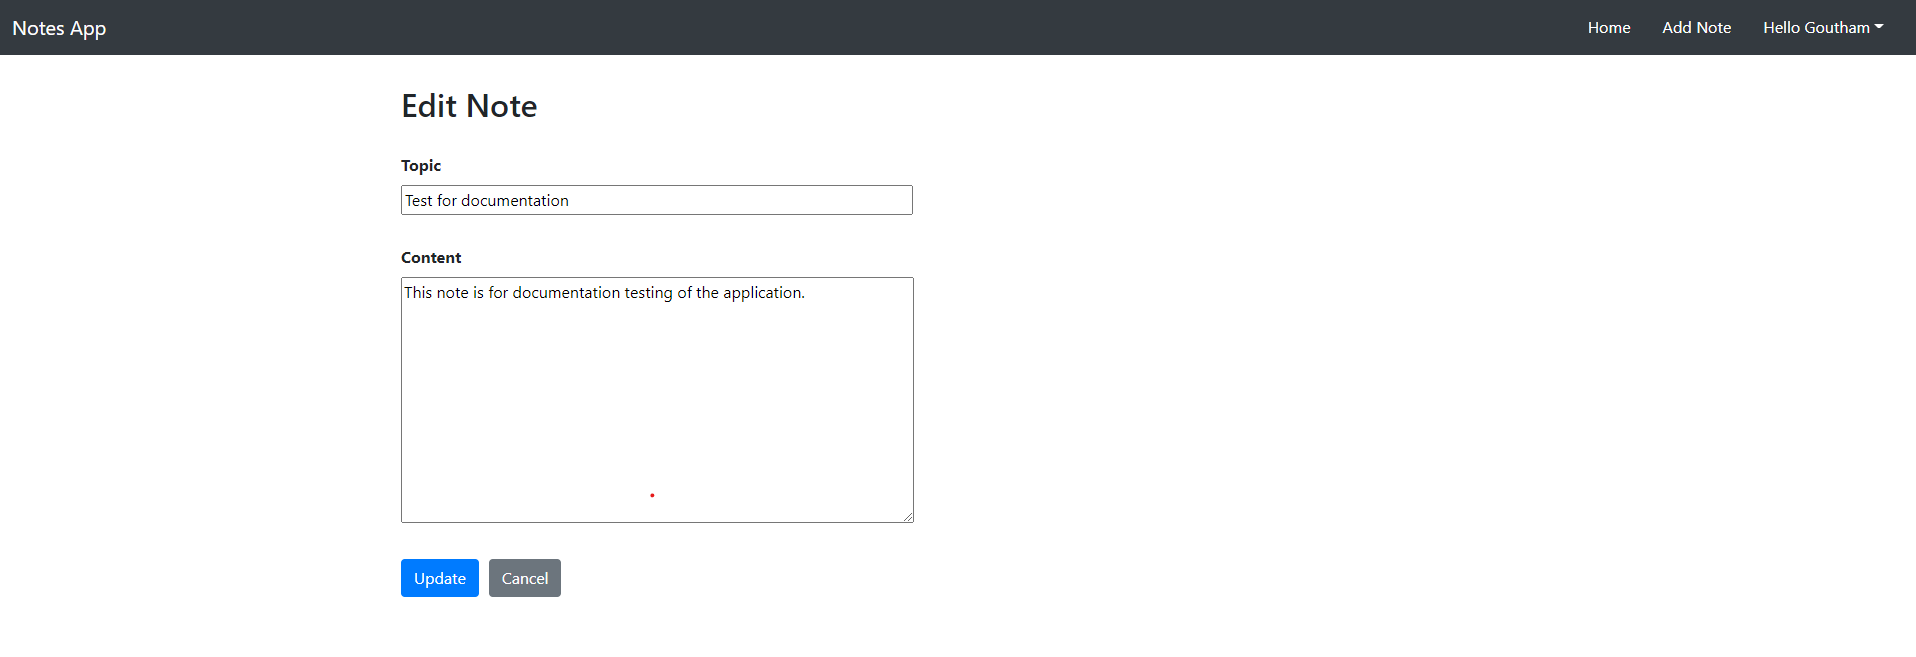 Notes App
Home
Add Note
Hello Goutham
Edit Note
Topic
Test for documentation
Content
This note is for documentation testing of the application.
Update
Cancel